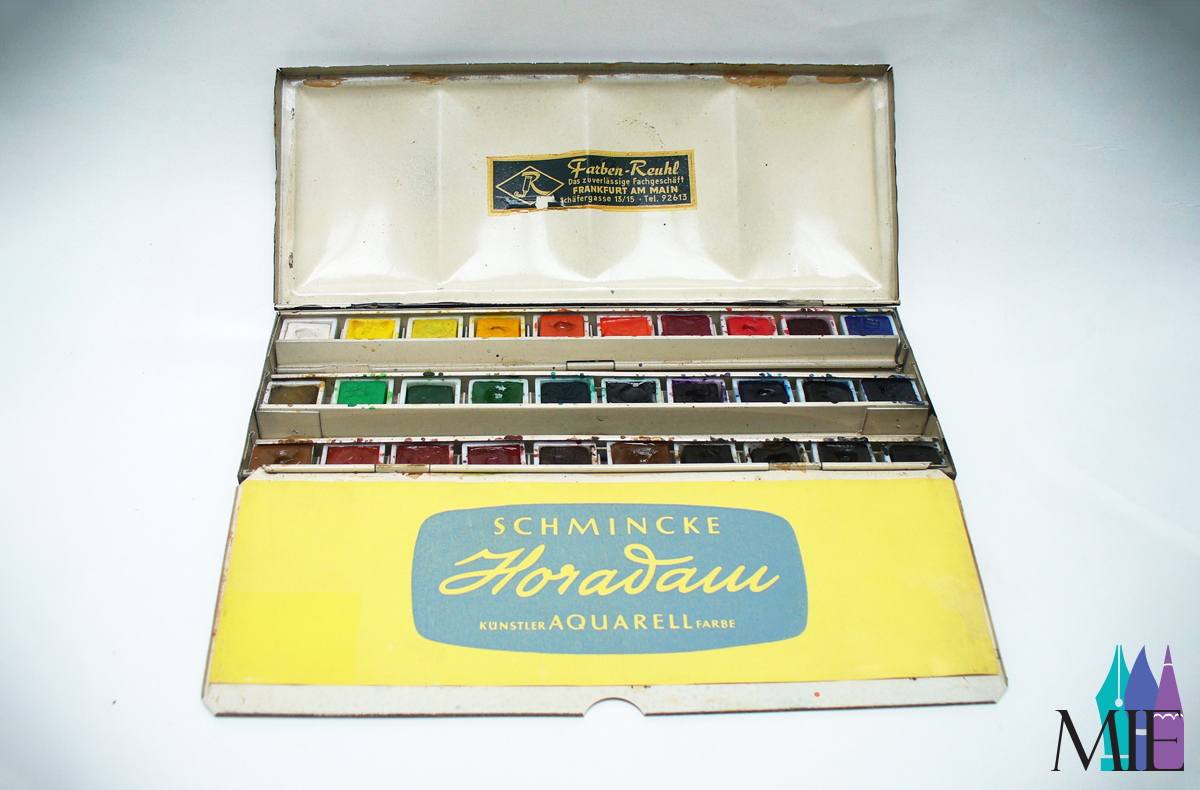 R
Farben-Reuhl
Das zuverlässige Fachgeschäft
FRANKFURT AM MAIN
Schäfergasse 13/15 · Tel. 92613
SCHMINCKE
Horadam
KÜNSTLER AQUARELL FARBE
MIE